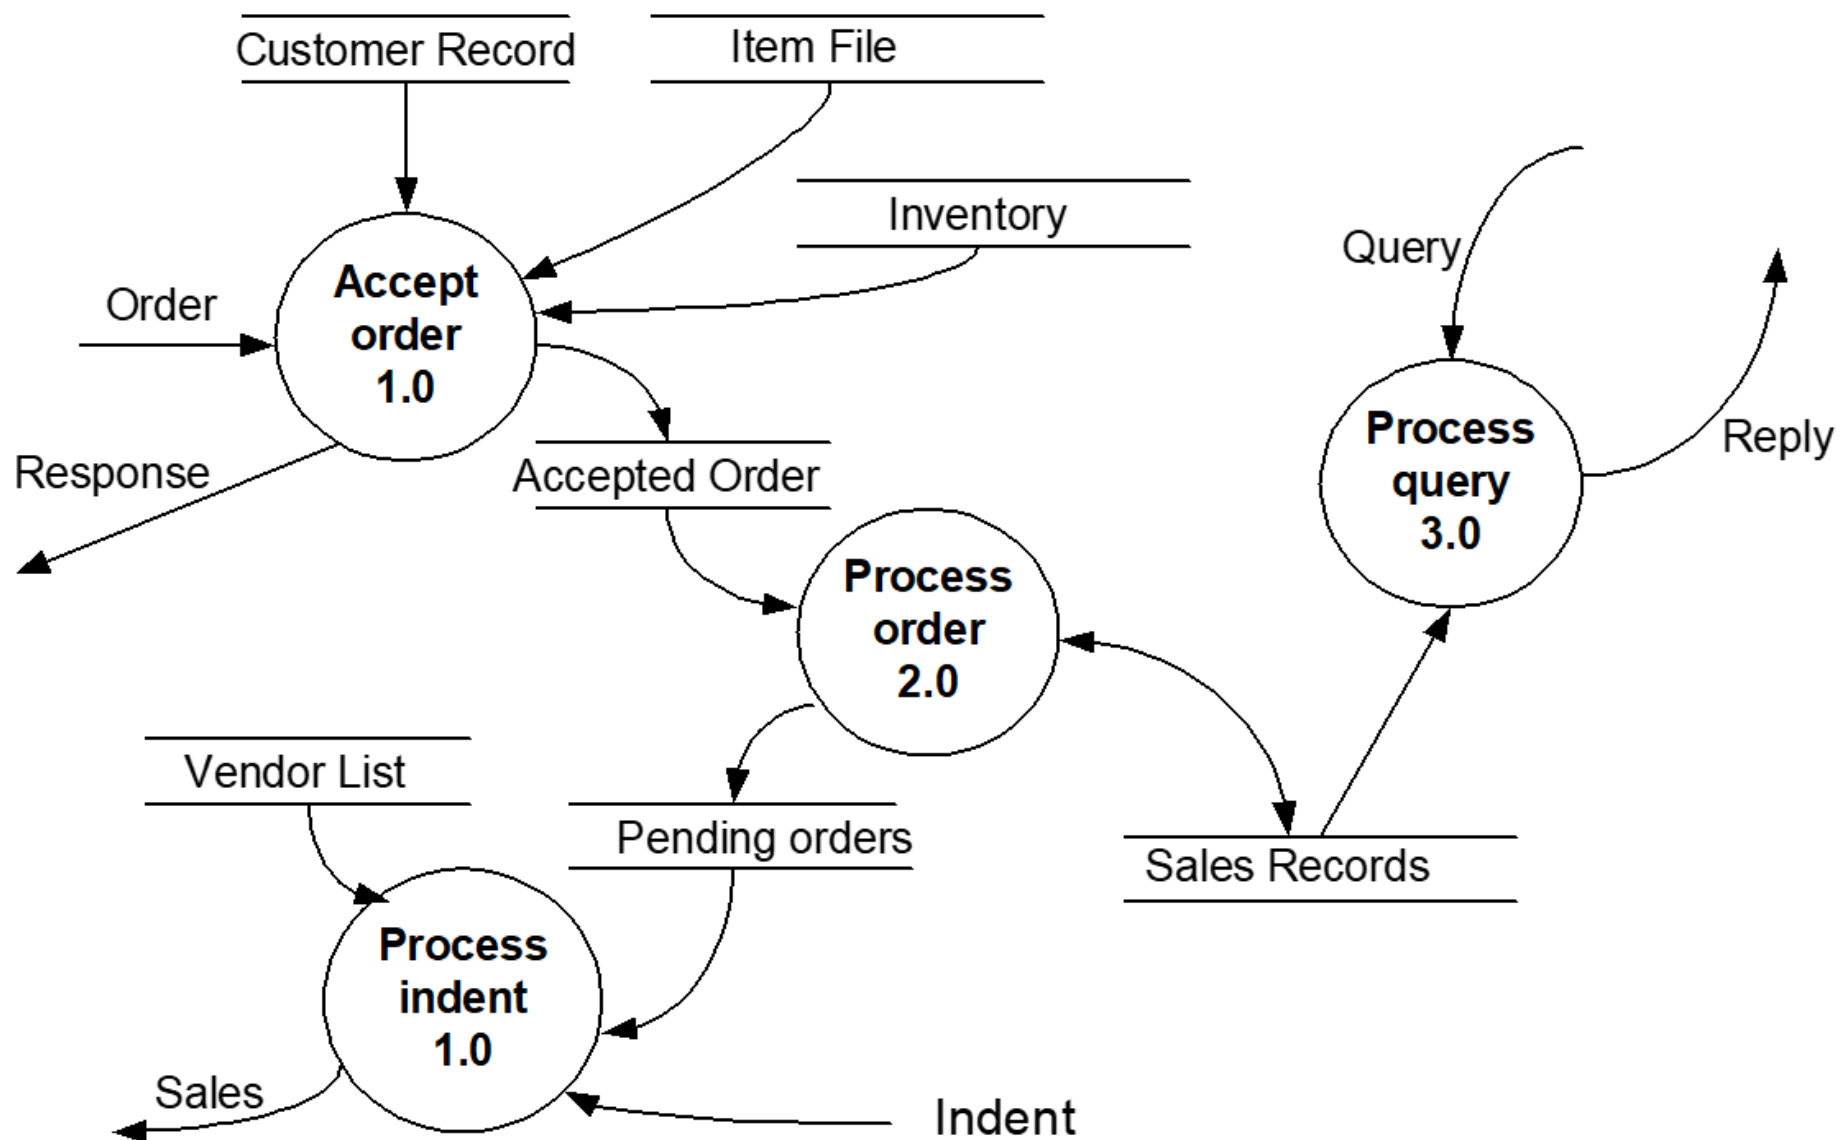 Customer Record
Item File
Inventory
Query
Order
Accept
order
1.0
Reply
Response
Accepted Order
Process
query
3.0
Process
order
2.0
Vendor List
Pending orders
Sales Records
Process
indent
1.0
Sales
Indent